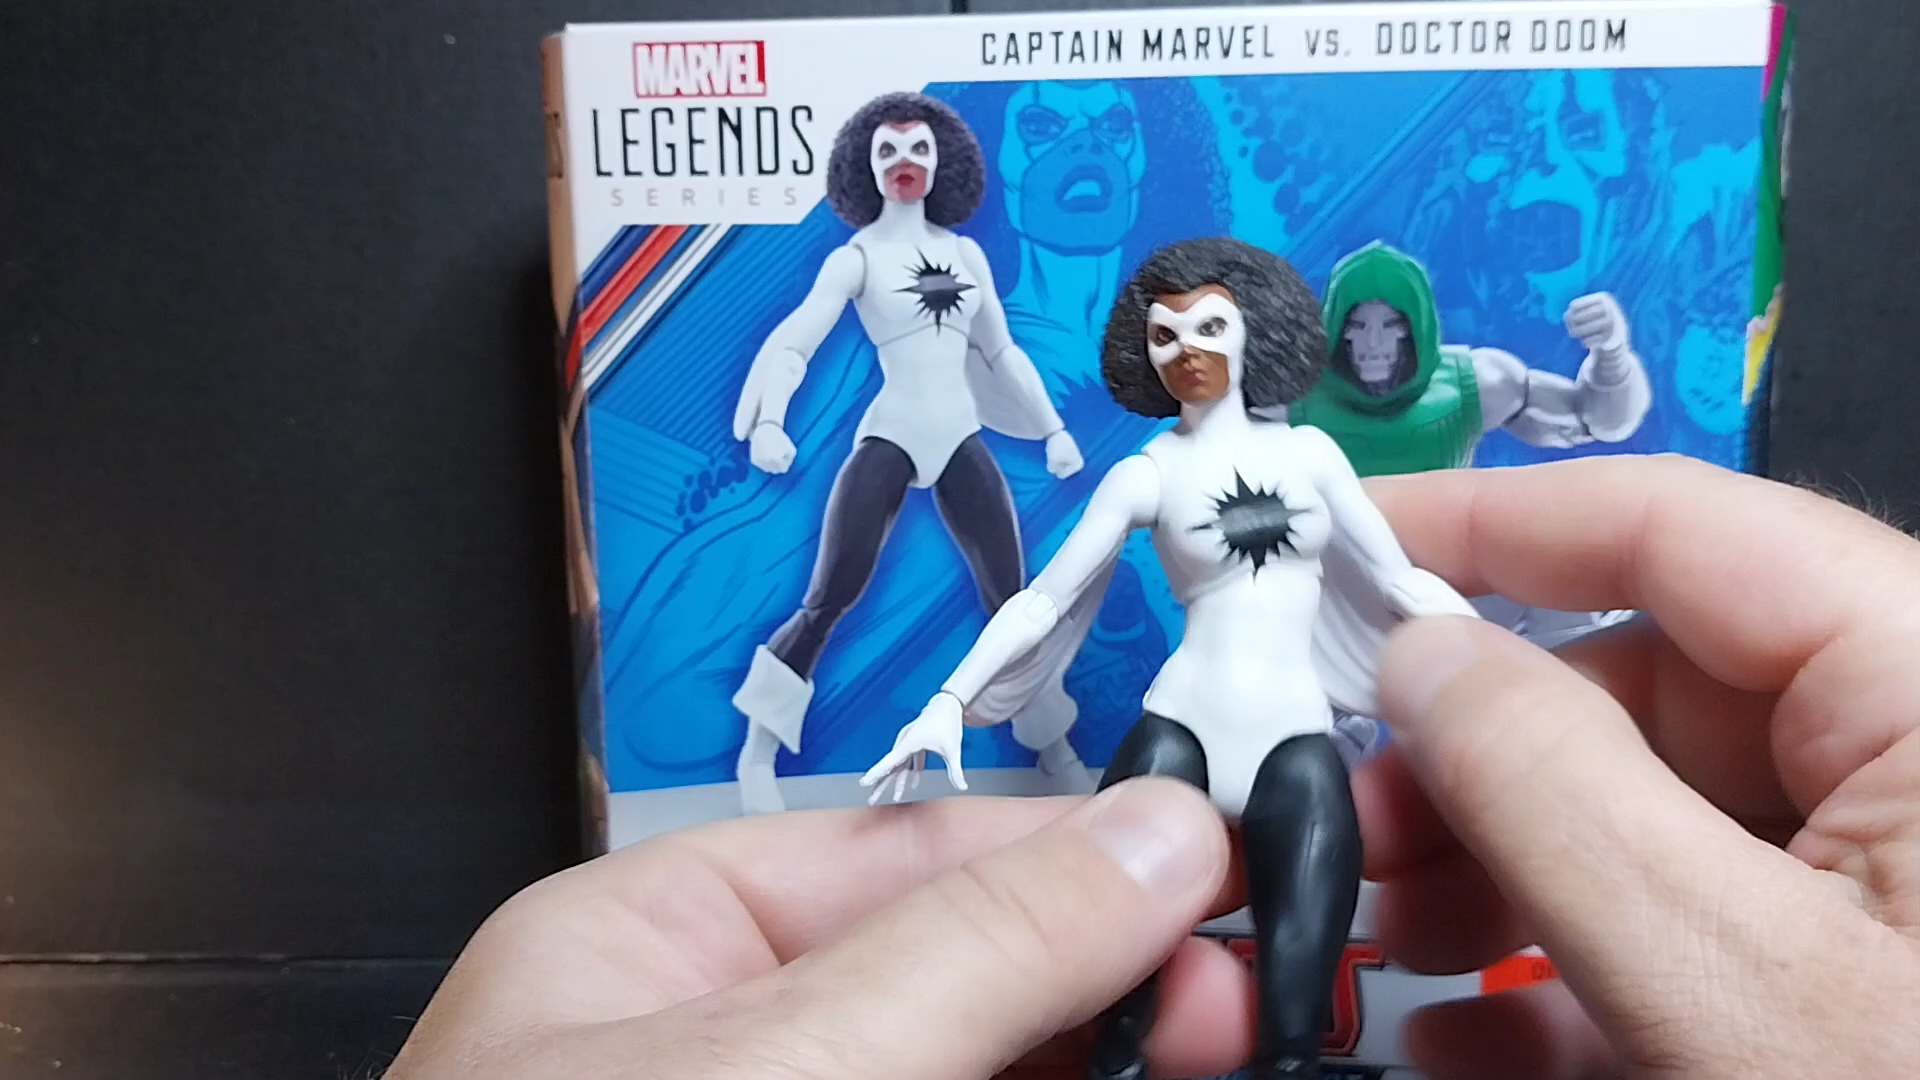 CAPTAIN MARVEL VS. DOCTOR DOOM
MARVEL
LEGENDS
SERIES